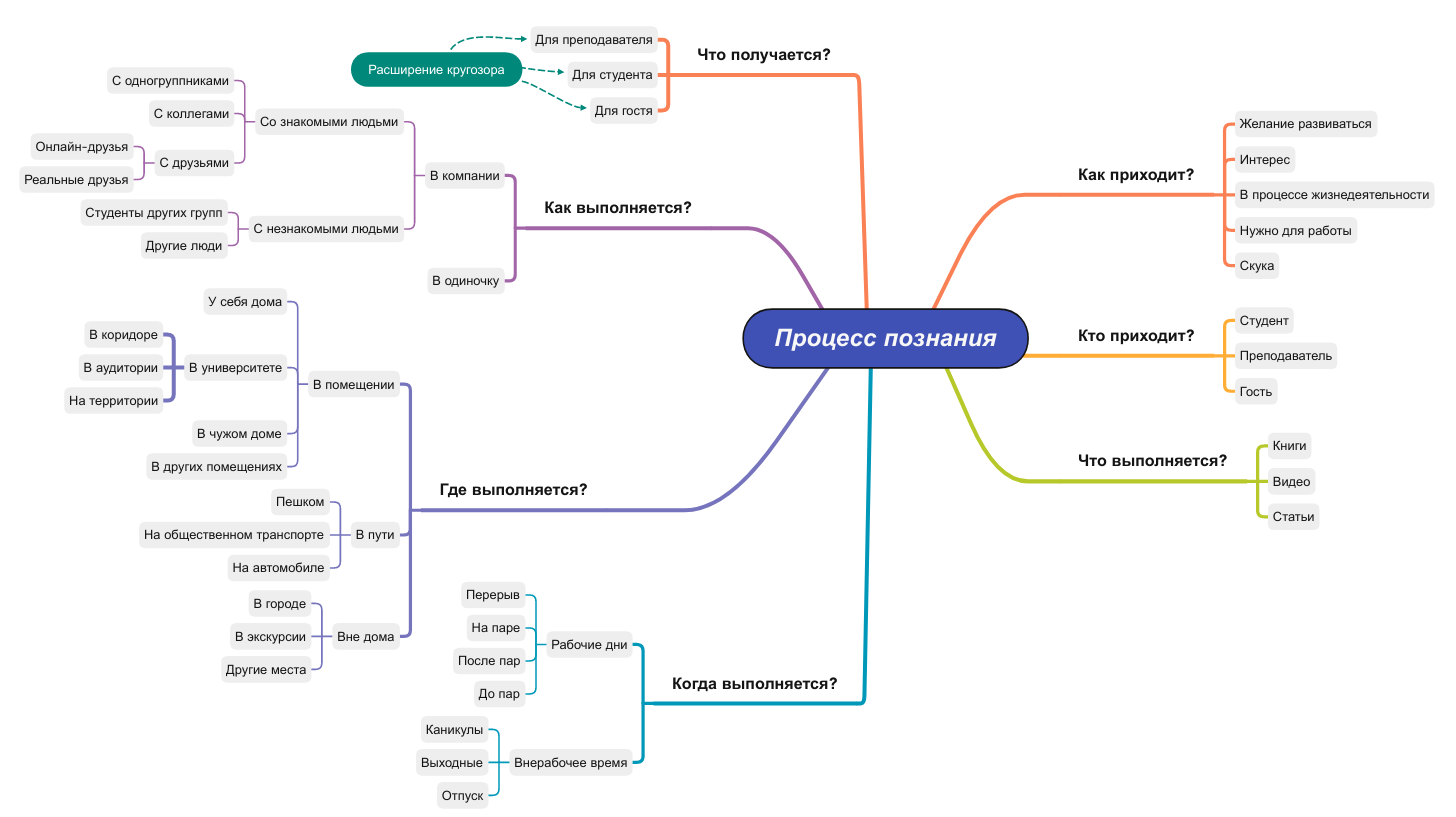 Процесс познания
Что получается?
Для преподавателя
Для студента
Для гостя
Расширение кругозора
Как приходит?
Желание развиваться
Интерес
В процессе жизнедеятельности
Нужно для работы
Скука
Кто приходит?
Студент
Преподаватель
Гость
Что выполняется?
Книги
Видео
Статьи
Как выполняется?
В компании
Со знакомыми людьми
С одногруппниками
С коллегами
С друзьями
Онлайн-друзья
Реальные друзья
С незнакомыми людьми
Студенты других групп
Другие люди
В одиночку
Где выполняется?
В помещении
У себя дома
В университете
В коридоре
В аудитории
На территории
В чужом доме
В других помещениях
В пути
Пешком
На общественном транспорте
На автомобиле
Вне дома
В городе
В экскурсии
Другие места
Когда выполняется?
Рабочие дни
Перерыв
На паре
После пар
До пар
Внерабочее время
Каникулы
Выходные
Отпуск